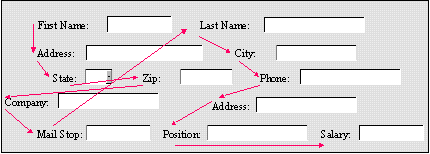 First Name: Last Name:
Address: City:
State: Zip: Phone:
Company: Address:
Mail Stop: Position: Salary: